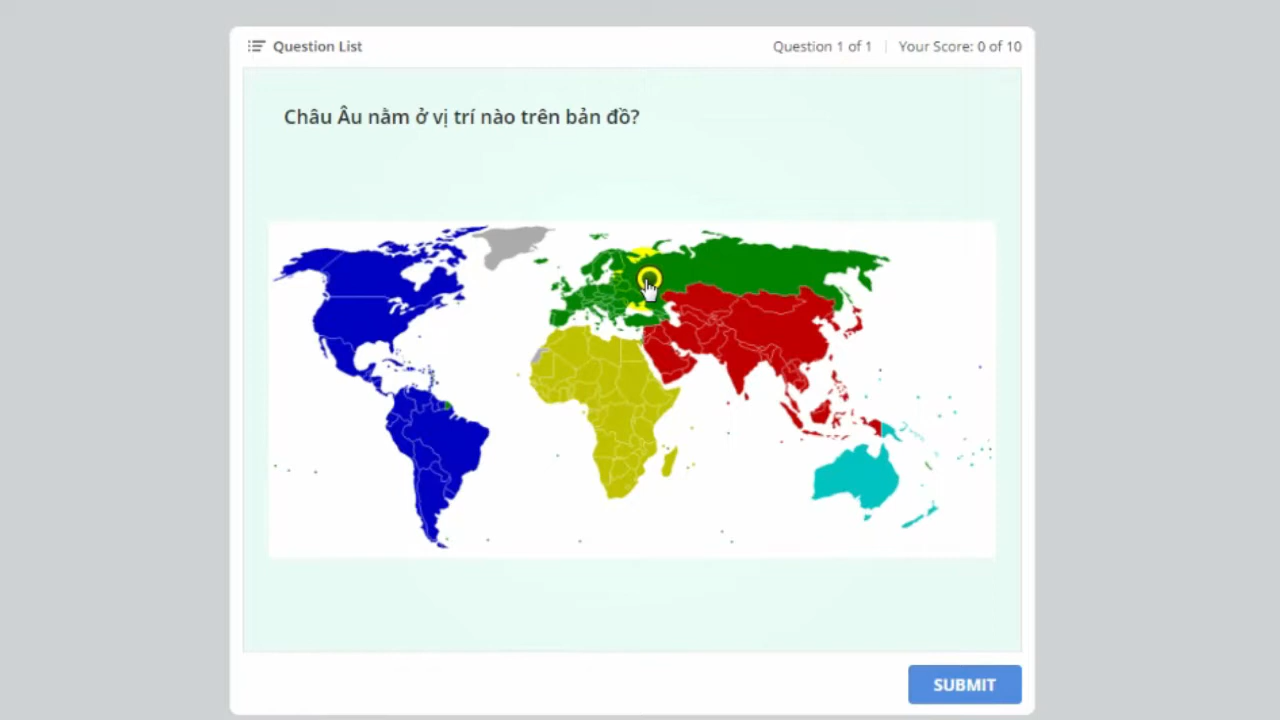 Question List
Question 1 of 1
Your Score: 0 of 10
Châu Âu nằm ở vị trí nào trên bản đồ?
SUBMIT